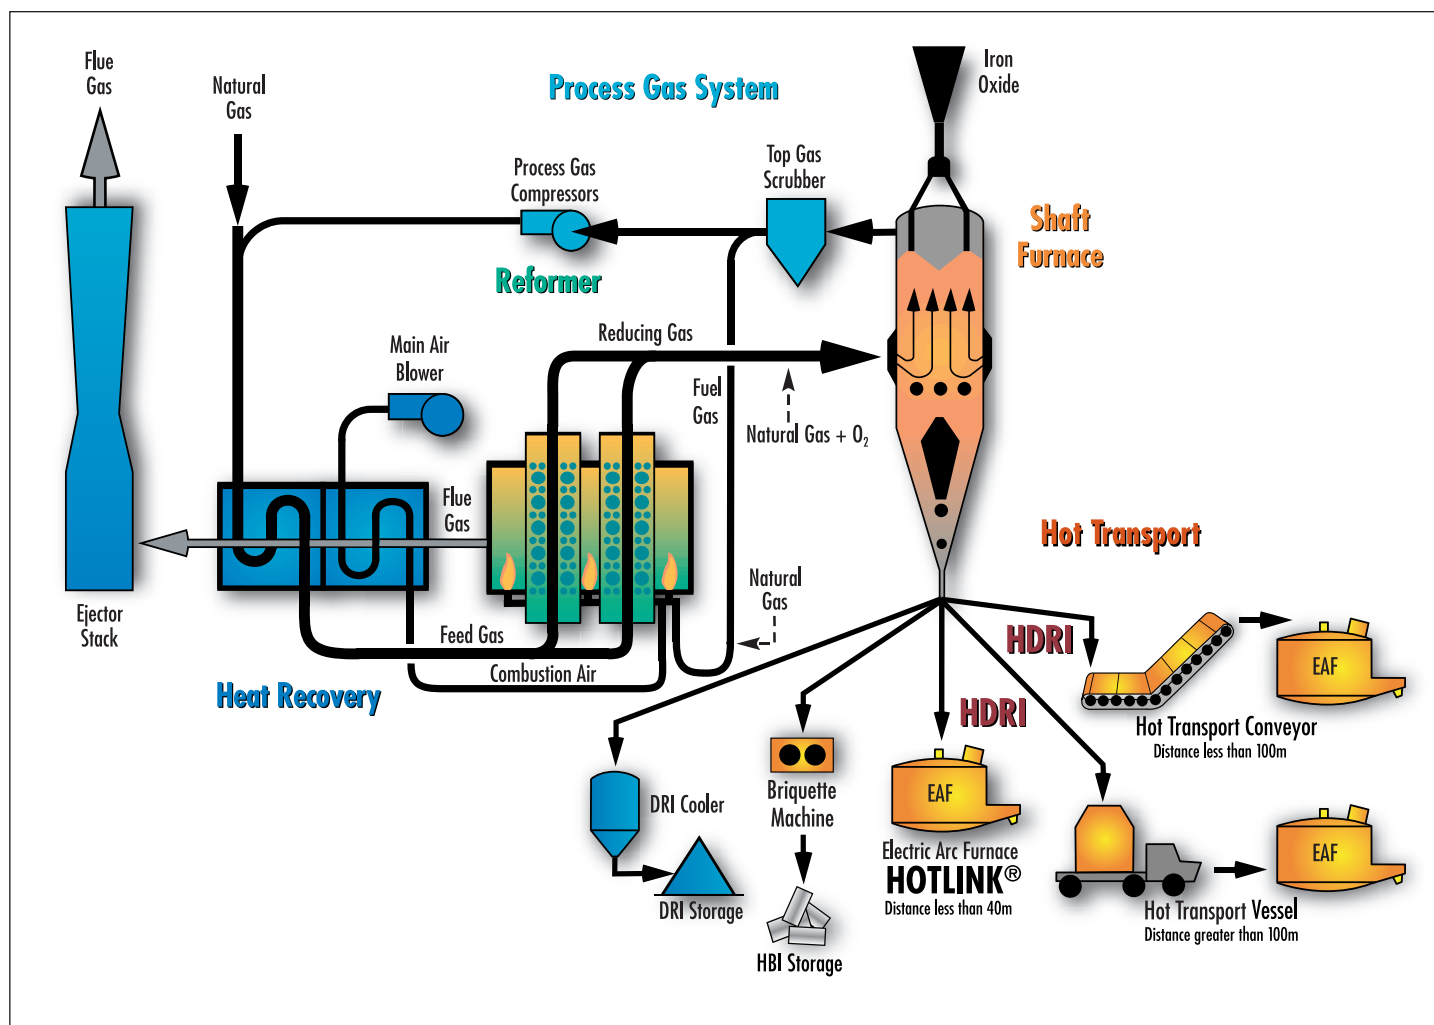 Flue
Gas
Natural
Gas
Process Gas System
Iron
Oxide
Process Gas
Compressors
Top Gas
Scrubber
Shaft
Furnace
Reformer
Reducing Gas
Main Air
Blower
Fuel
Gas
Natural Gas + O₂
Flue
Gas
Hot Transport
Natural
Gas
Ejector
Stack
Feed Gas
Combustion Air
Heat Recovery
HDRI
HDRI
EAF
Hot Transport Conveyor
Distance less than 100m
DRI Cooler
Briquette
Machine
EAF
EAF
Electric Arc Furnace
HOTLINK®
Distance less than 40m
DRI Storage
Hot Transport Vessel
Distance greater than 100m
HBI Storage